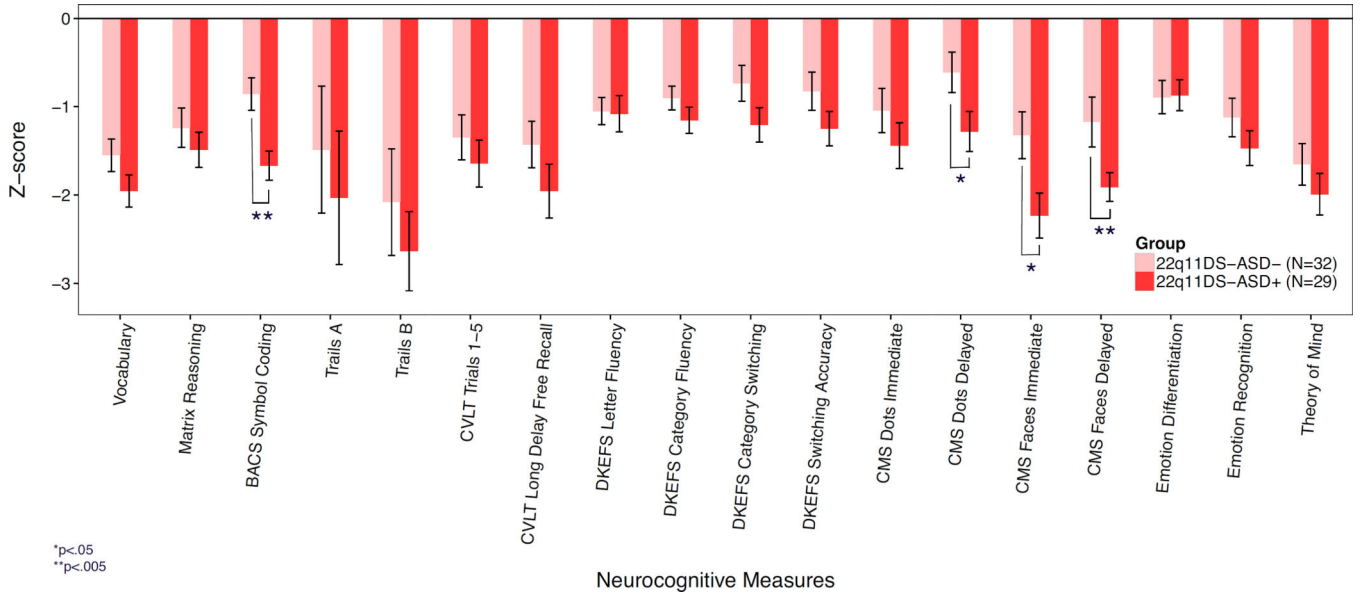 0
−1
−2
−3
Z−score
**
*
*
**
Group
22q11DS−ASD− (N=32)
22q11DS−ASD+ (N=29)
Vocabulary
Matrix Reasoning
BACS Symbol Coding
Trails A
Trails B
CVLT Trials 1−5
CVLT Long Delay Free Recall
DKEFS Letter Fluency
DKEFS Category Fluency
DKEFS Category Switching
DKEFS Switching Accuracy
CMS Dots Immediate
CMS Dots Delayed
CMS Faces Immediate
CMS Faces Delayed
Emotion Differentiation
Emotion Recognition
Theory of Mind
*p<.05
**p<.005
Neurocognitive Measures